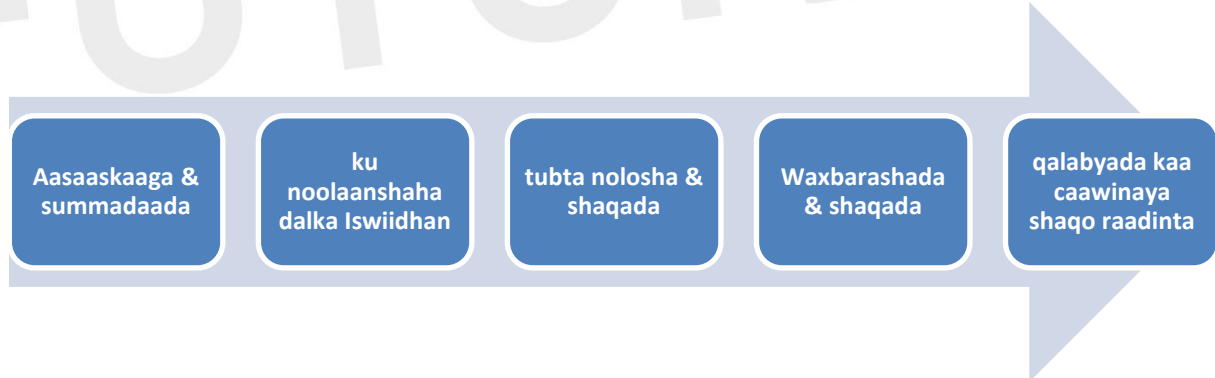 Aasaaskaaga &
summadaada
ku
noolaanshaha
dalka Iswiidhan
tubta nolosha &
shaqada
Waxbarashada
& shaqada
qalabyada kaa
caawinaya
shaqo raadinta